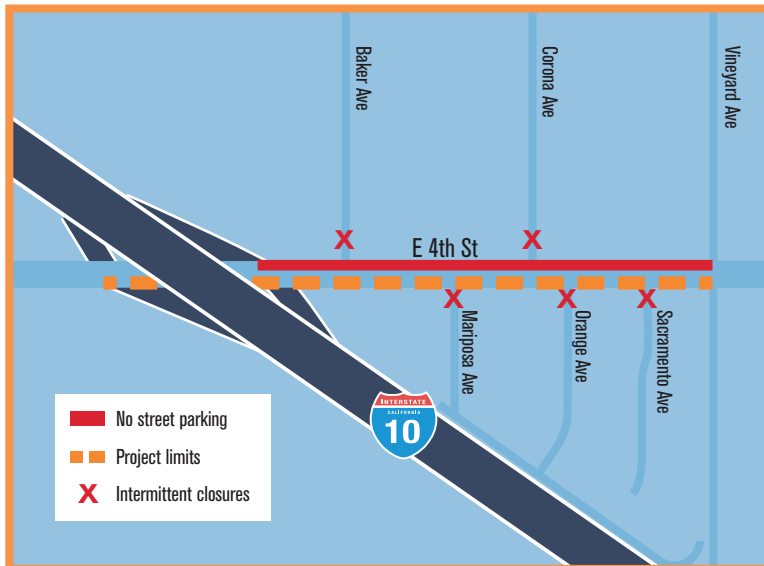 Baker Ave
Corona Ave
Vineyard Ave
E 4th St
Mariposa Ave
Orange Ave
Sacramento Ave
INTERSTATE
CALIFORNIA
10
No street parking
Project limits
X Intermittent closures
X
X
X
X
X